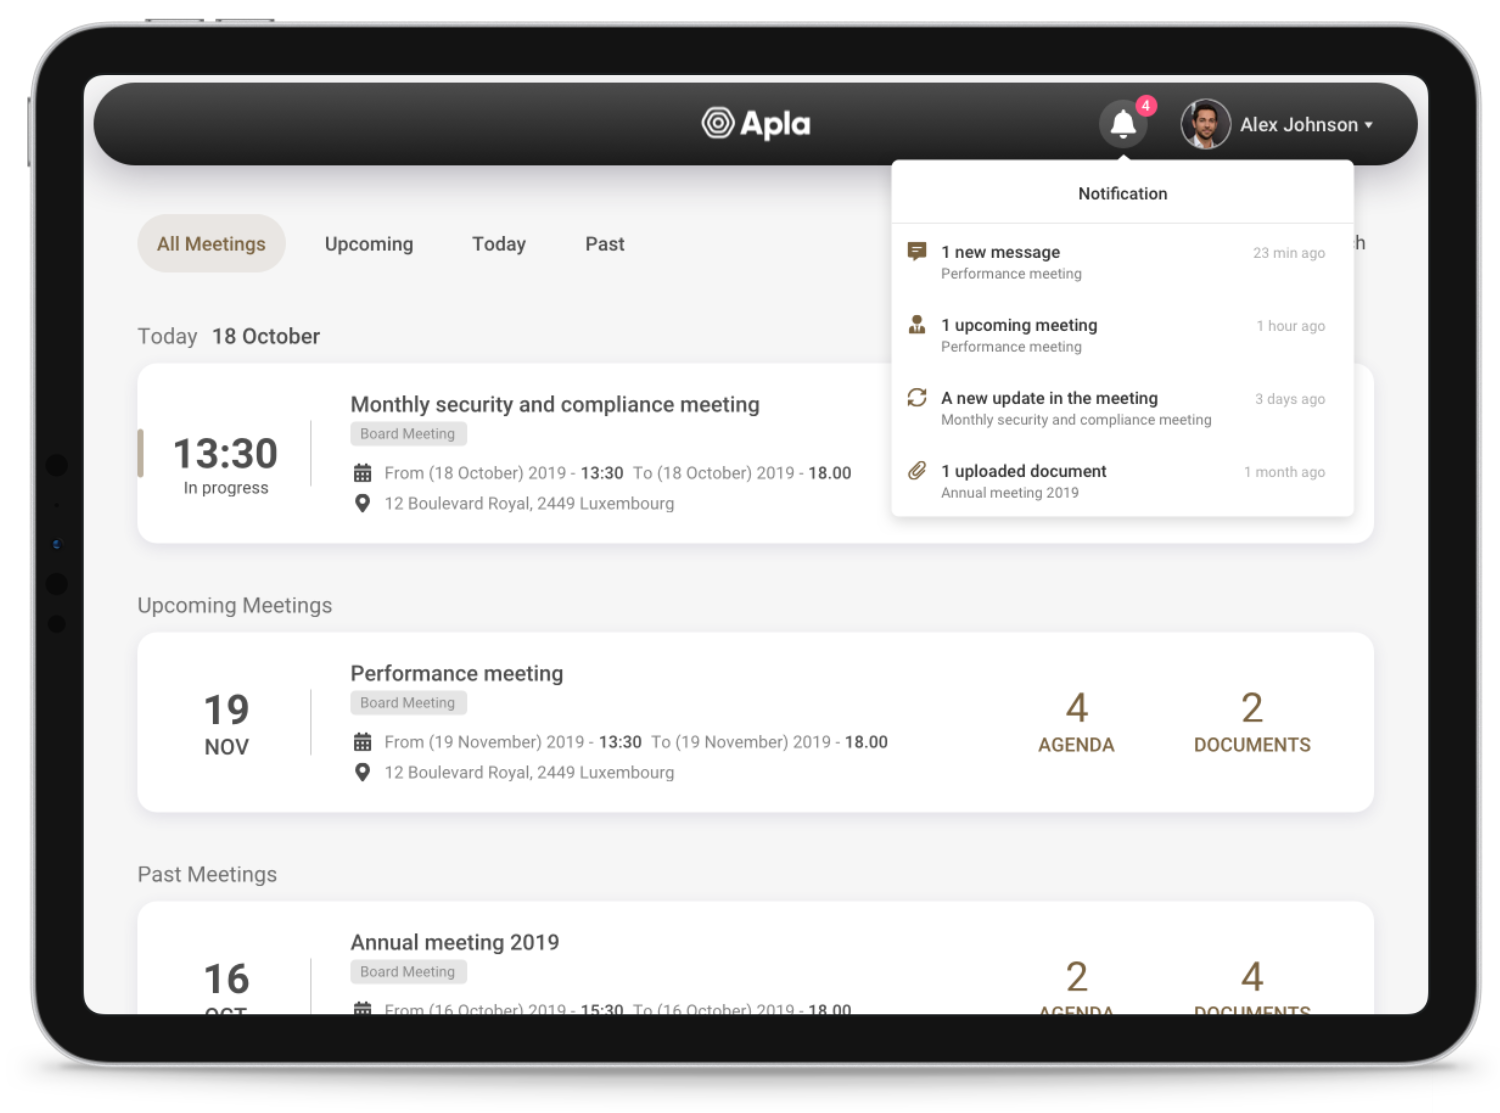 Apla
4
Alex Johnson
Notification
1 new message
23 min ago
Performance meeting
1 upcoming meeting
1 hour ago
Performance meeting
A new update in the meeting
3 days ago
Monthly security and compliance meeting
1 uploaded document
1 month ago
Annual meeting 2019
All Meetings
Upcoming
Today
Past
Today 18 October
13:30
In progress
Monthly security and compliance meeting
Board Meeting
From (18 October) 2019 - 13:30 To (18 October) 2019 - 18.00
12 Boulevard Royal, 2449 Luxembourg
Upcoming Meetings
19
NOV
Performance meeting
Board Meeting
From (19 November) 2019 - 13:30 To (19 November) 2019 - 18.00
12 Boulevard Royal, 2449 Luxembourg
4
AGENDA
2
DOCUMENTS
Past Meetings
16
OCT
Annual meeting 2019
Board Meeting
From (16 October) 2019 - 15:30 To (16 October) 2019 - 18.00
2
AGENDA
4
DOCUMENTS